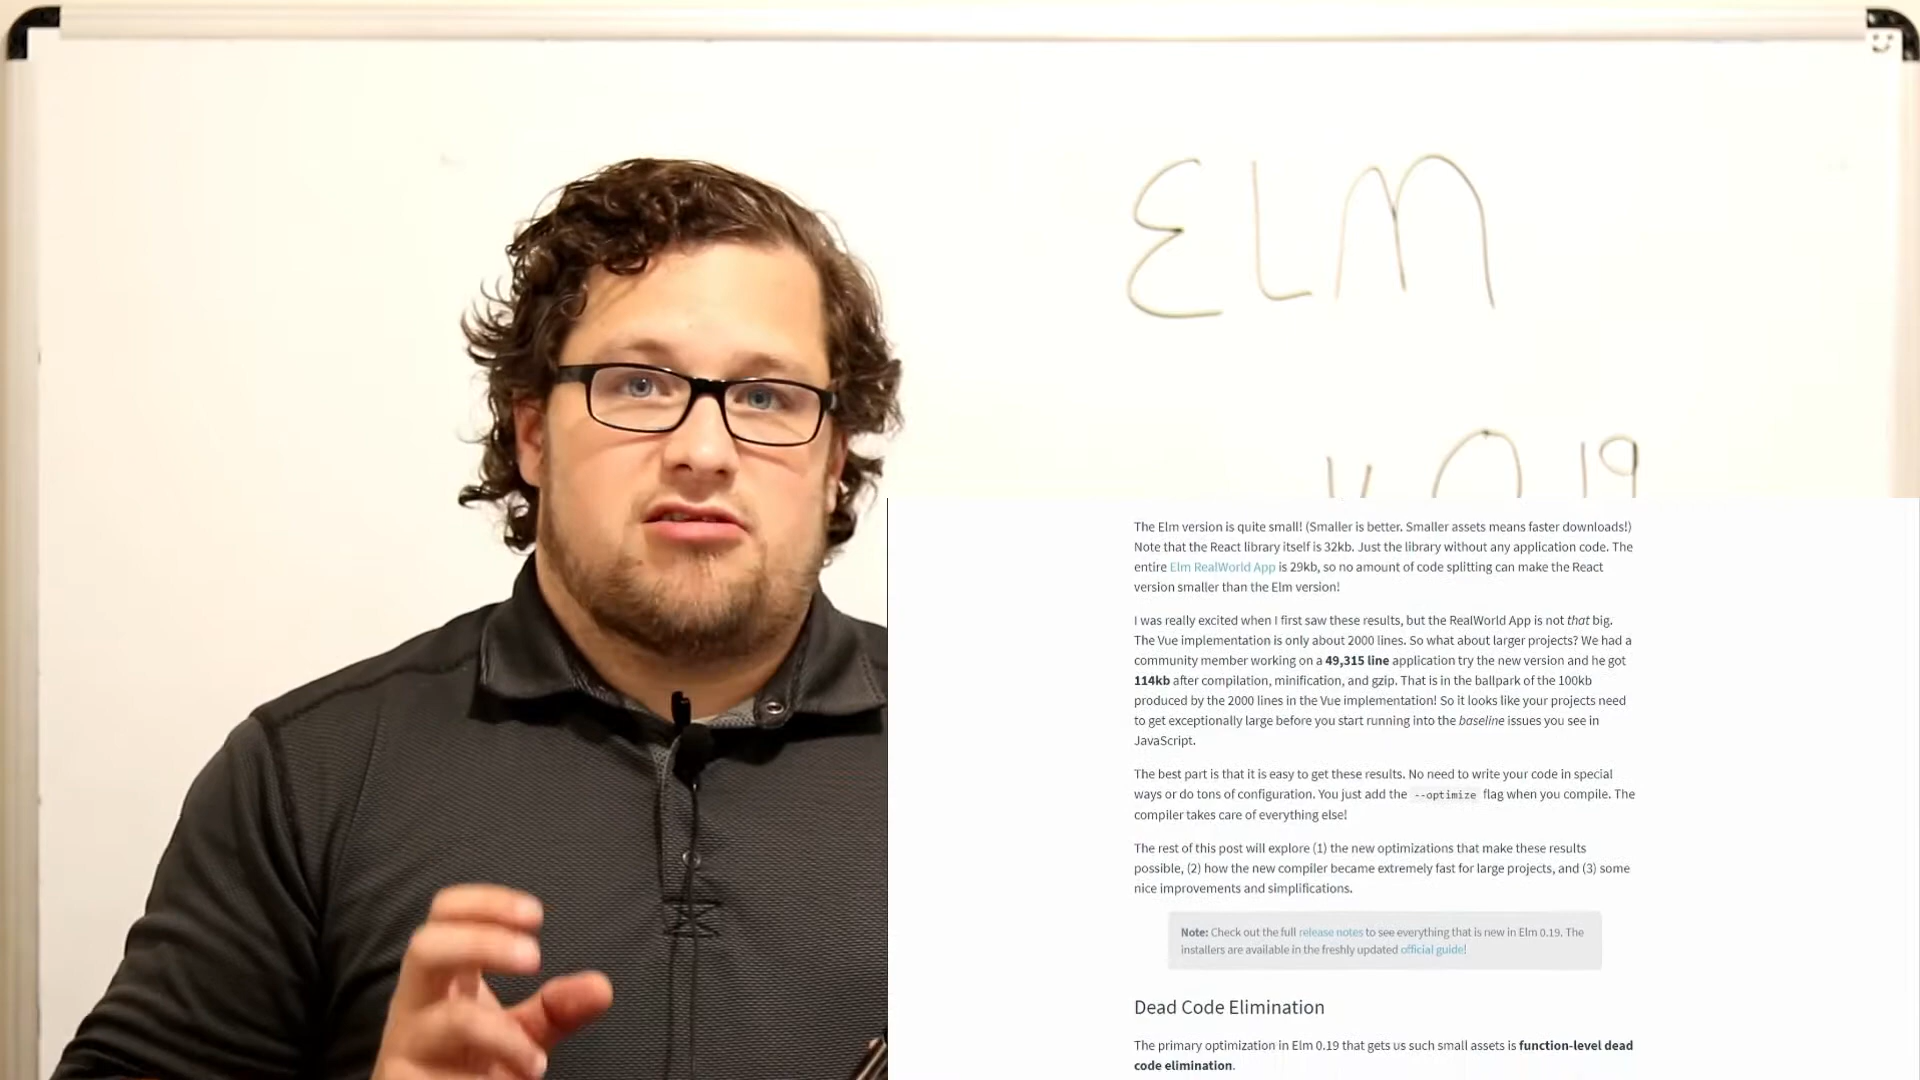 ELM
v 0.19
The Elm version is quite small! (Smaller is better. Smaller assets means faster downloads!)
Note that the React library itself is 32kb. Just the library without any application code. The
entire Elm RealWorld App is 29kb, so no amount of code splitting can make the React
version smaller than the Elm version!
I was really excited when I first saw these results, but the RealWorld App is not that big.
The Vue implementation is only about 2000 lines. So what about larger projects? We had a
community member working on a 49,315 line application try the new version and he got
114kb after compilation, minification, and gzip. That is in the ballpark of the 100kb
produced by the 2000 lines in the Vue implementation! So it looks like your projects need
to get exceptionally large before you start running into the baseline issues you see in
JavaScript.
The best part is that it is easy to get these results. No need to write your code in special
ways or do tons of configuration. You just add the --optimize flag when you compile. The
compiler takes care of everything else!
The rest of this post will explore (1) the new optimizations that make these results
possible, (2) how the new compiler became extremely fast for large projects, and (3) some
nice improvements and simplifications.
Note: Check out the full release notes to see everything that is new in Elm 0.19. The
installers are available in the freshly updated official guide!
Dead Code Elimination
The primary optimization in Elm 0.19 that gets us such small assets is function-level dead
code elimination.